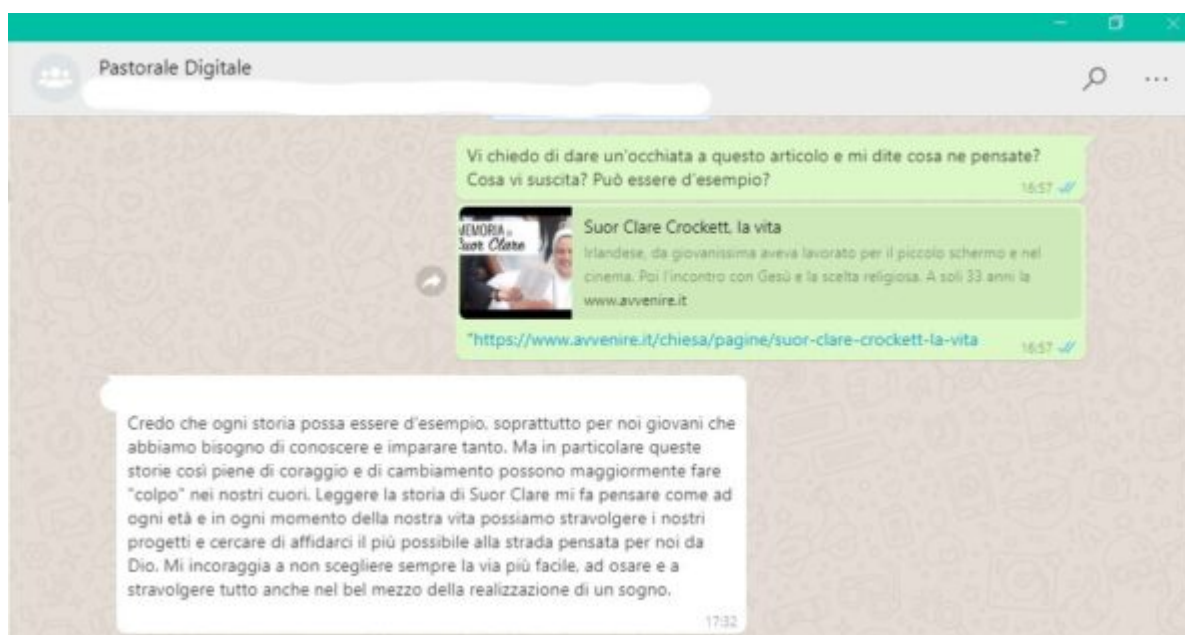 Pastorale Digitale
Vi chiedo di dare un'occhiata a questo articolo e mi dite cosa ne pensate?
Cosa vi suscita? Può essere d'esempio?
16:57
MEMORIA
Suor Clare
Suor Clare Crockett, la vita
Irlandese, da giovanissima aveva lavorato per il piccolo schermo e nel
cinema. Poi l'incontro con Gesù e la scelta religiosa. A soli 33 anni la
www.avvenire.it
"https://www.avvenire.it/chiesa/pagine/suor-clare-crockett-la-vita
16:57
Credo che ogni storia possa essere d'esempio, soprattutto per noi giovani che
abbiamo bisogno di conoscere e imparare tanto. Ma in particolare queste
storie così piene di coraggio e di cambiamento possono maggiormente fare
"colpo" nei nostri cuori. Leggere la storia di Suor Clare mi fa pensare come ad
ogni età e in ogni momento della nostra vita possiamo stravolgere i nostri
progetti e cercare di affidarci il più possibile alla strada pensata per noi da
Dio. Mi incoraggia a non scegliere sempre la via più facile, ad osare e a
stravolgere tutto anche nel bel mezzo della realizzazione di un sogno.
17:32